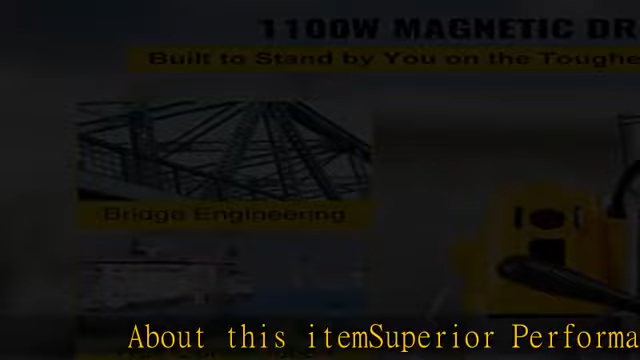 1100W MAGNETIC DR
Built to Stand by You on the Toughe
Bridge Engineering
About this itemSuperior Performa